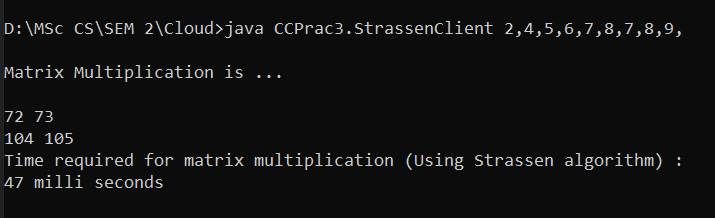 D:\MSc CS\SEM 2\Cloud>java CCPrac3.StrassenClient 2,4,5,6,7,8,7,8,9,
Matrix Multiplication is ...
72 73
104 105
Time required for matrix multiplication (Using Strassen algorithm) :
47 milli seconds